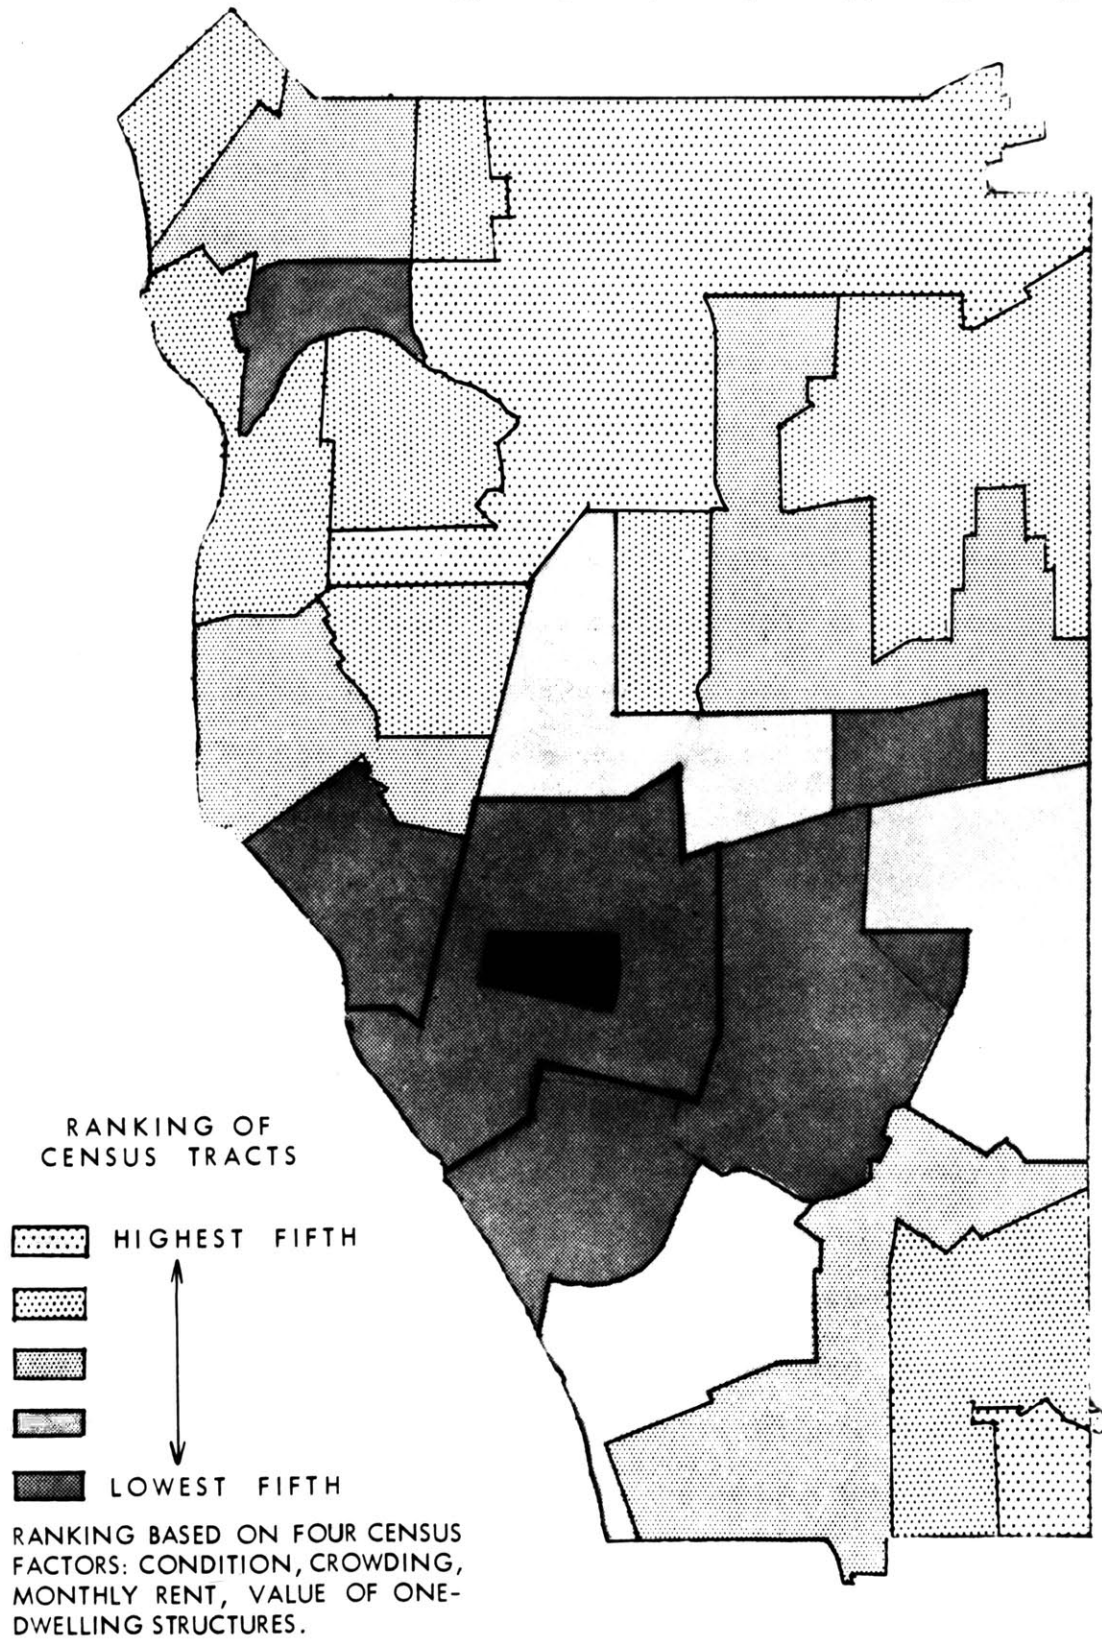 RANKING OF
CENSUS TRACTS
HIGHEST FIFTH
LOWEST FIFTH
RANKING BASED ON FOUR CENSUS
FACTORS: CONDITION, CROWDING,
MONTHLY RENT, VALUE OF ONE-
DWELLING STRUCTURES.